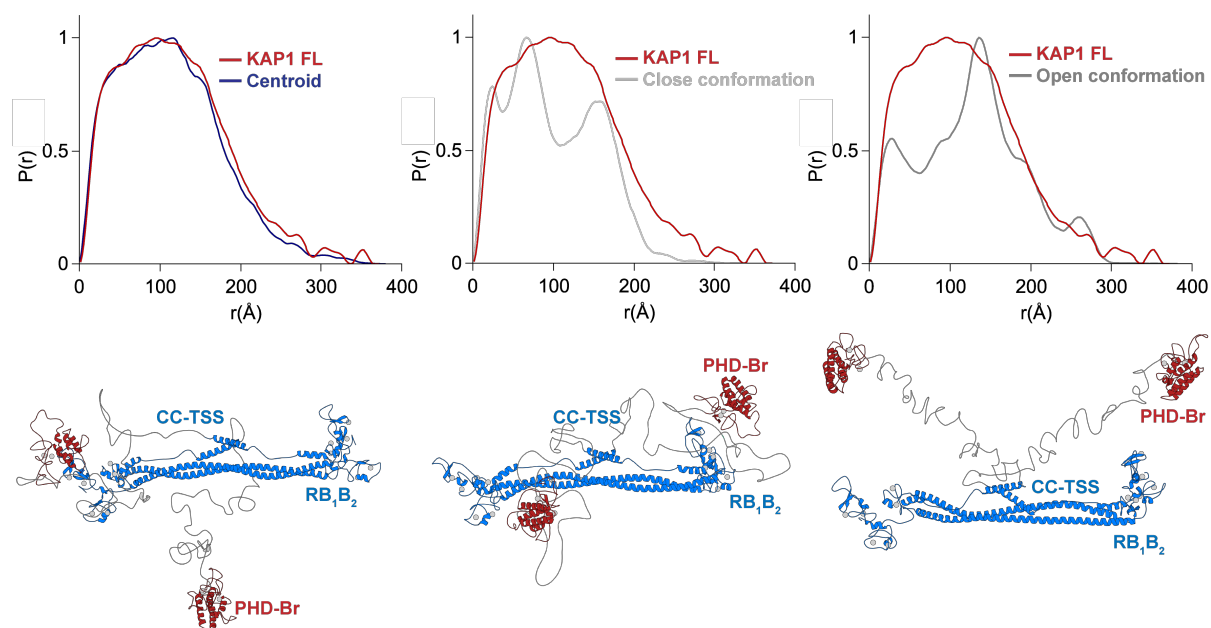 KAP1 FL
Centroid
1
0.5
0
P(r)
0
100
200
300
400
r(Å)
KAP1 FL
Close conformation
1
0.5
0
P(r)
0
100
200
300
400
r(Å)
KAP1 FL
Open conformation
1
0.5
0
P(r)
0
100
200
300
400
r(Å)
CC-TSS
RB₁B₂
PHD-Br
PHD-Br
CC-TSS
RB₁B₂
PHD-Br
CC-TSS
RB₁B₂